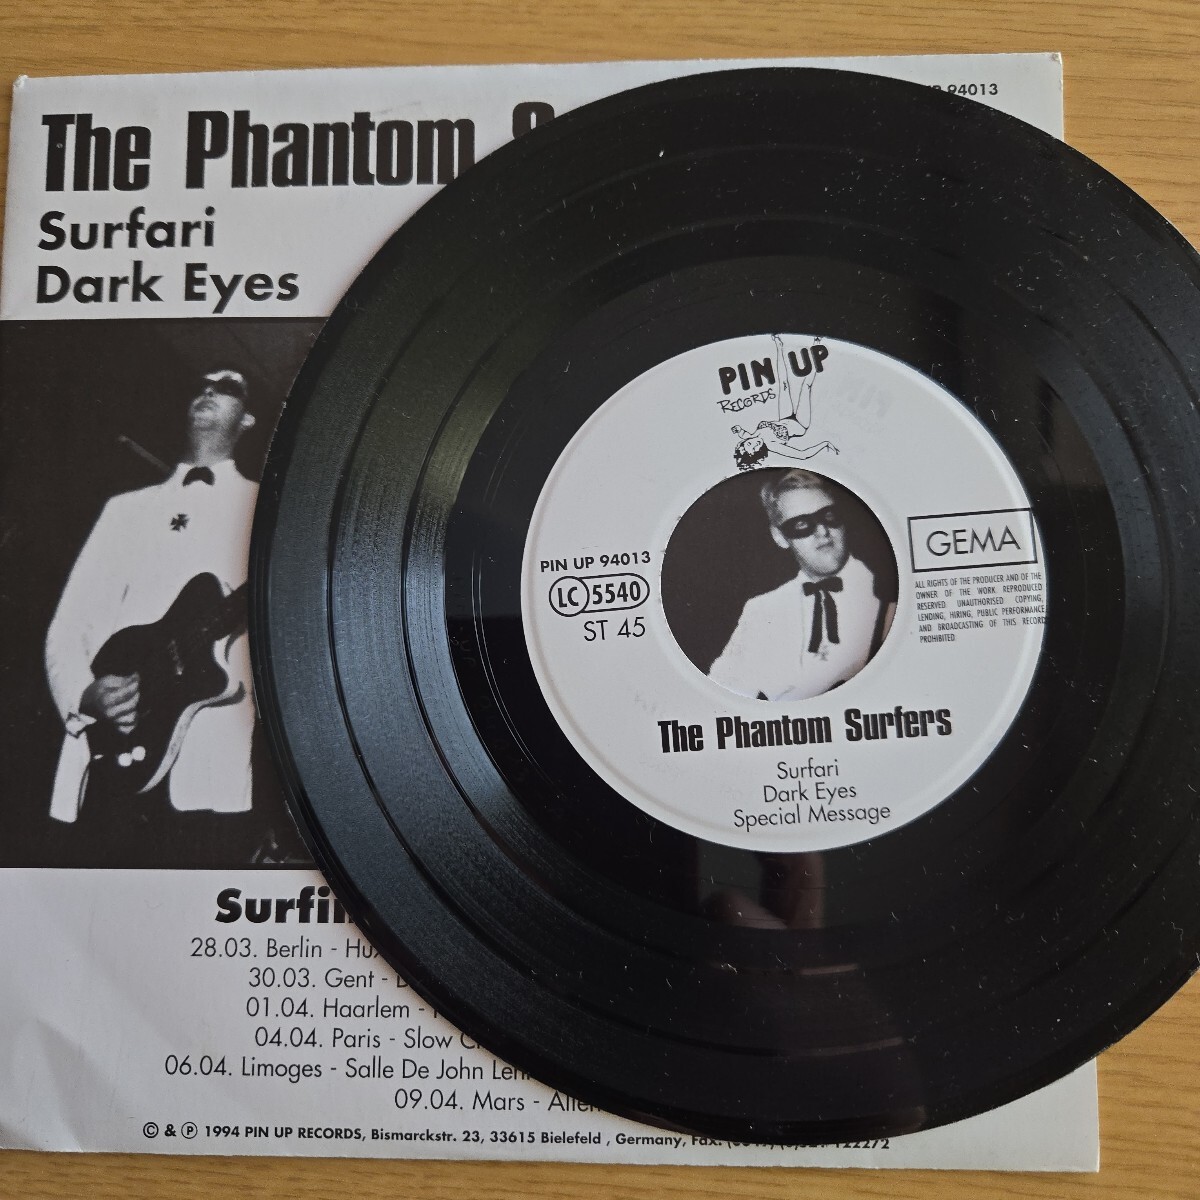 The Phantom
94013
Surfari
Dark Eyes
PIN UP
RECORDS
PIN UP 94013
LC 5540
ST 45
GEMA
ALL RIGHTS OF THE PRODUCER AND OF THE
OWNER OF THE WORK REPRODUCED
RESERVED. UNAUTHORISED COPYING,
LENDING, HIRING, PUBLIC PERFORMANCE
AND BROADCASTING OF THIS RECORD
PROHIBITED
The Phantom Surfers
Surfari
Dark Eyes
Special Message
28.03. Berlin -
30.03. Gent -
01.04. Haarlem -
04.04. Paris - Slow
06.04. Limoges - Salle De John
09.04. Mars -
© & ℗ 1994 PIN UP RECORDS, Bismarckstr. 23, 33615 Bielefeld , Germany, Fax.